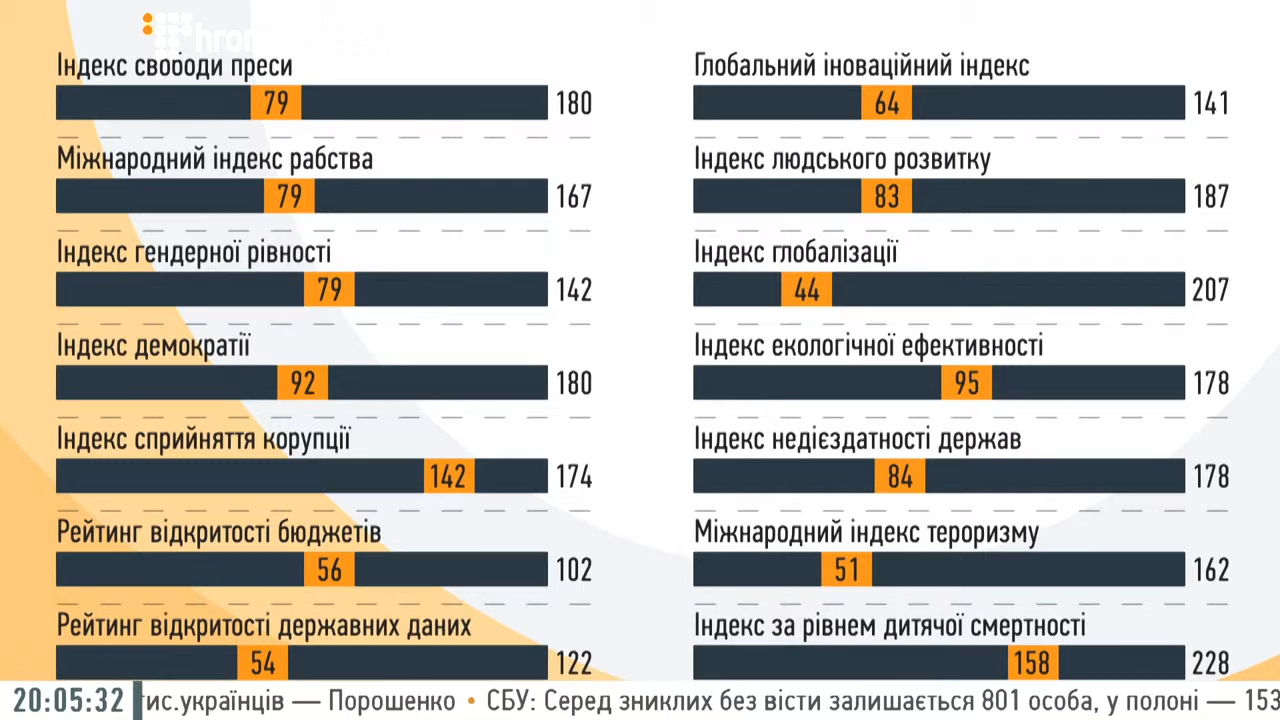 Індекс свободи преси
79 180
Міжнародний індекс рабства
79 167
Індекс гендерної рівності
79 142
Індекс демократії
92 180
Індекс сприйняття корупції
142 174
Рейтинг відкритості бюджетів
56 102
Рейтинг відкритості державних даних
54 122
Глобальний іноваційний індекс
64 141
Індекс людського розвитку
83 187
Індекс глобалізації
44 207
Індекс екологічної ефективності
95 178
Індекс недієздатності держав
84 178
Міжнародний індекс тероризму
51 162
Індекс за рівнем дитячої смертності
158 228
20:05:32 тис.українців — Порошенко • СБУ: Серед зниклих без вісти залишається 801 особа, у полоні — 153